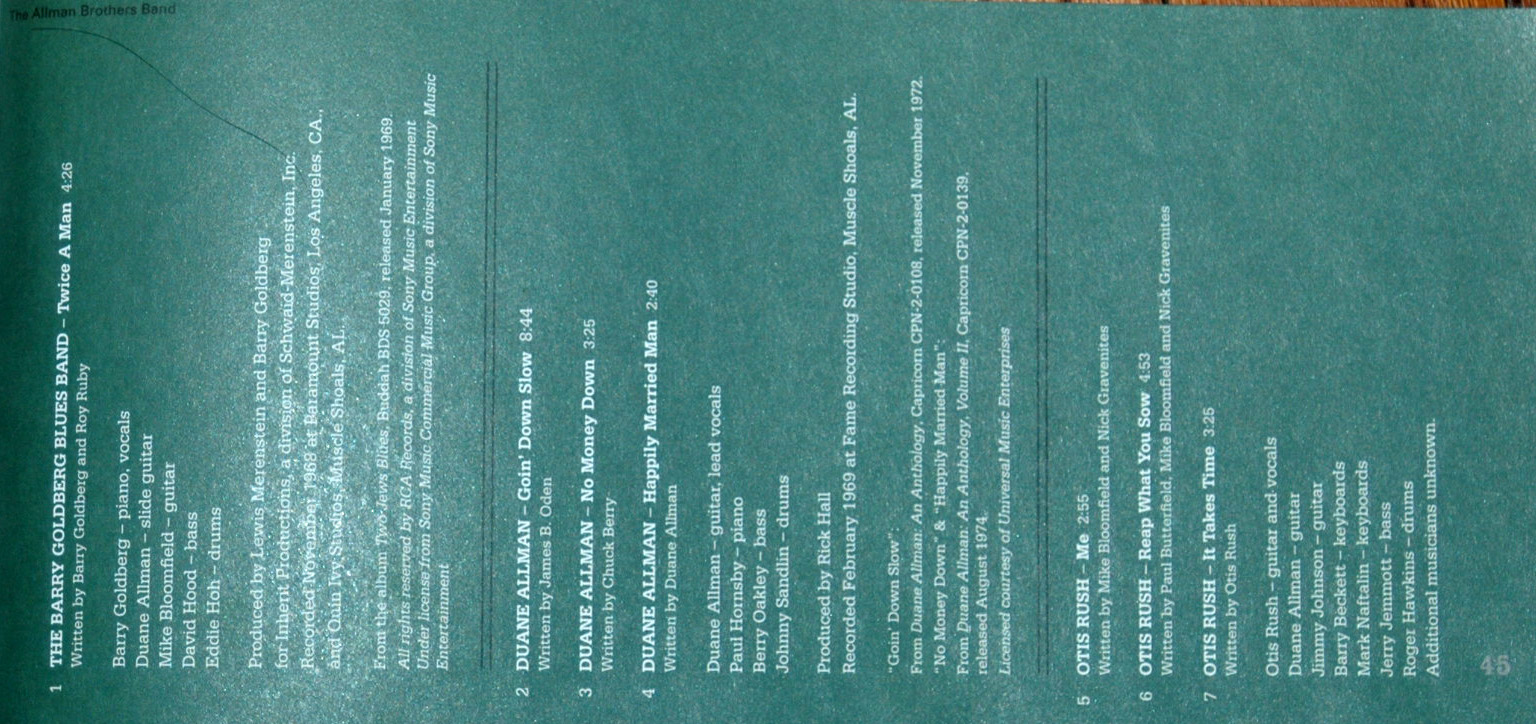 The Allman Brothers Band
1 THE BARRY GOLDBERG BLUES BAND – Twice A Man 4:26
Written by Barry Goldberg and Roy Ruby
Barry Goldberg – piano, vocals
Duane Allman – slide guitar
Mike Bloomfield – guitar
David Hood – bass
Eddie Hoh – drums
Produced by Lewis Merenstein and Barry Goldberg
for Inherit Productions, a division of Schwaid-Merenstein, Inc.
Recorded November 1968 at Paramount Studios, Los Angeles, CA.,
and Quin Ivy Studios, Muscle Shoals, AL.
From the album Two Jews Blues, Buddah BDS 5029, released January 1969.
All rights reserved by RCA Records, a division of Sony Music Entertainment
Under license from Sony Music Commercial Music Group, a division of Sony Music
Entertainment
2 DUANE ALLMAN – Goin' Down Slow 8:44
Written by James B. Oden
3 DUANE ALLMAN – No Money Down 3:25
Written by Chuck Berry
4 DUANE ALLMAN – Happily Married Man 2:40
Written by Duane Allman
Duane Allman – guitar, lead vocals
Paul Hornsby – piano
Berry Oakley – bass
Johnny Sandlin – drums
Produced by Rick Hall
Recorded February 1969 at Fame Recording Studio, Muscle Shoals, AL.
"Goin' Down Slow":
From Duane Allman: An Anthology, Capricorn CPN-2-0108, released November 1972.
"No Money Down" & "Happily Married Man":
From Duane Allman: An Anthology, Volume II, Capricorn CPN-2-0139,
released August 1974.
Licensed courtesy of Universal Music Enterprises
5 OTIS RUSH – Me 2:55
Written by Mike Bloomfield and Nick Gravenites
6 OTIS RUSH – Reap What You Sow 4:53
Written by Paul Butterfield, Mike Bloomfield and Nick Gravenites
7 OTIS RUSH – It Takes Time 3:25
Written by Otis Rush
Otis Rush – guitar and vocals
Duane Allman – guitar
Jimmy Johnson – guitar
Barry Beckett – keyboards
Mark Naftalin – keyboards
Jerry Jemmott – bass
Roger Hawkins – drums
Additional musicians unknown.
45